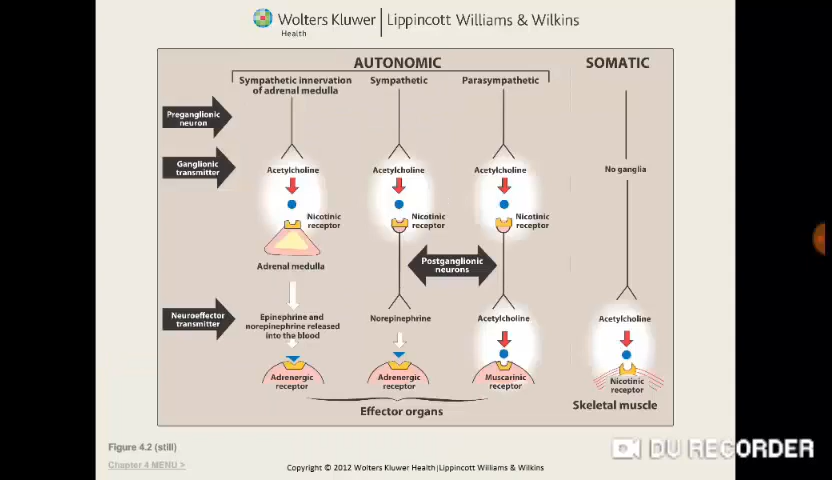 Wolters Kluwer | Lippincott Williams & Wilkins
Health
AUTONOMIC
SOMATIC
Sympathetic innervation
of adrenal medulla
Sympathetic
Parasympathetic
Preganglionic
neuron
Ganglionic
transmitter
Acetylcholine
Acetylcholine
Acetylcholine
No ganglia
Nicotinic
receptor
Nicotinic
receptor
Nicotinic
receptor
Adrenal medulla
Postganglionic
neurons
Neuroeffector
transmitter
Epinephrine and
norepinephrine released
into the blood
Norepinephrine
Acetylcholine
Acetylcholine
Adrenergic
receptor
Adrenergic
receptor
Muscarinic
receptor
Nicotinic
receptor
Effector organs
Skeletal muscle
Figure 4.2 (still)
Chapter 4 MENU >
Copyright © 2012 Wolters Kluwer Health|Lippincott Williams & Wilkins
DU RECORDER